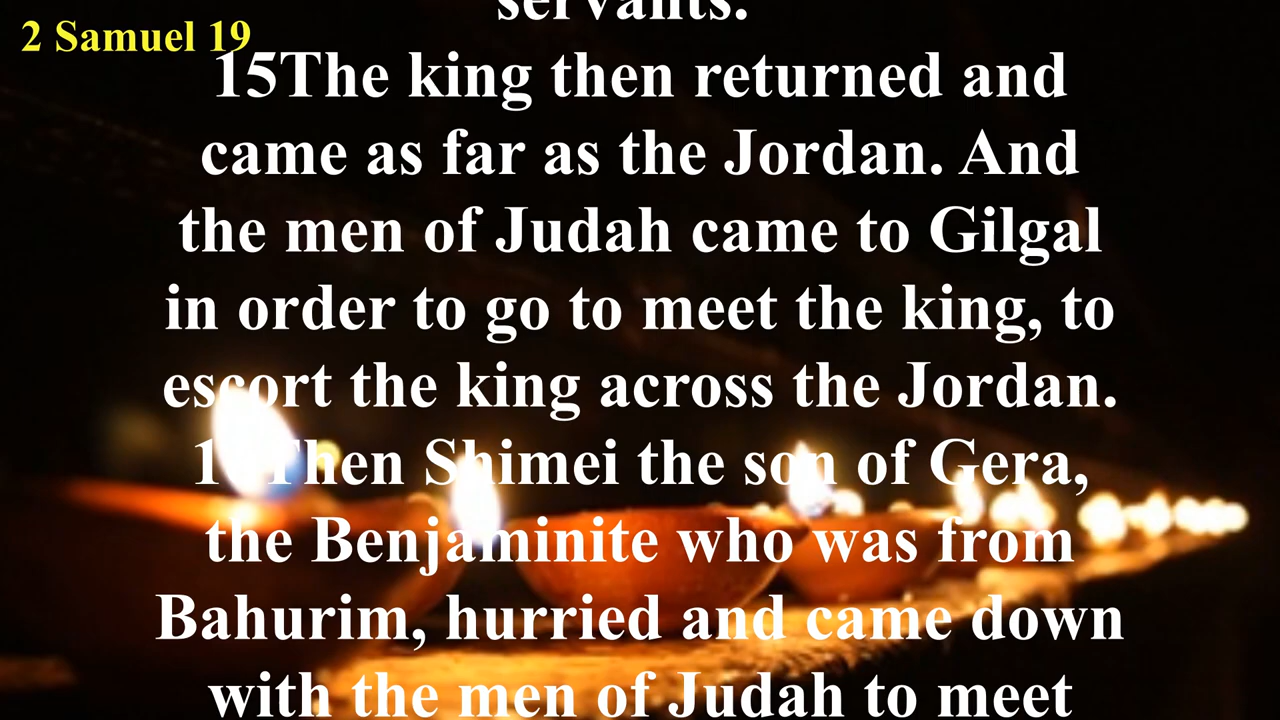 servants.
2 Samuel 19
15The king then returned and
came as far as the Jordan. And
the men of Judah came to Gilgal
in order to go to meet the king, to
escort the king across the Jordan.
Then Shimei the son of Gera,
the Benjaminite who was from
Bahurim, hurried and came down
with the men of Judah to meet